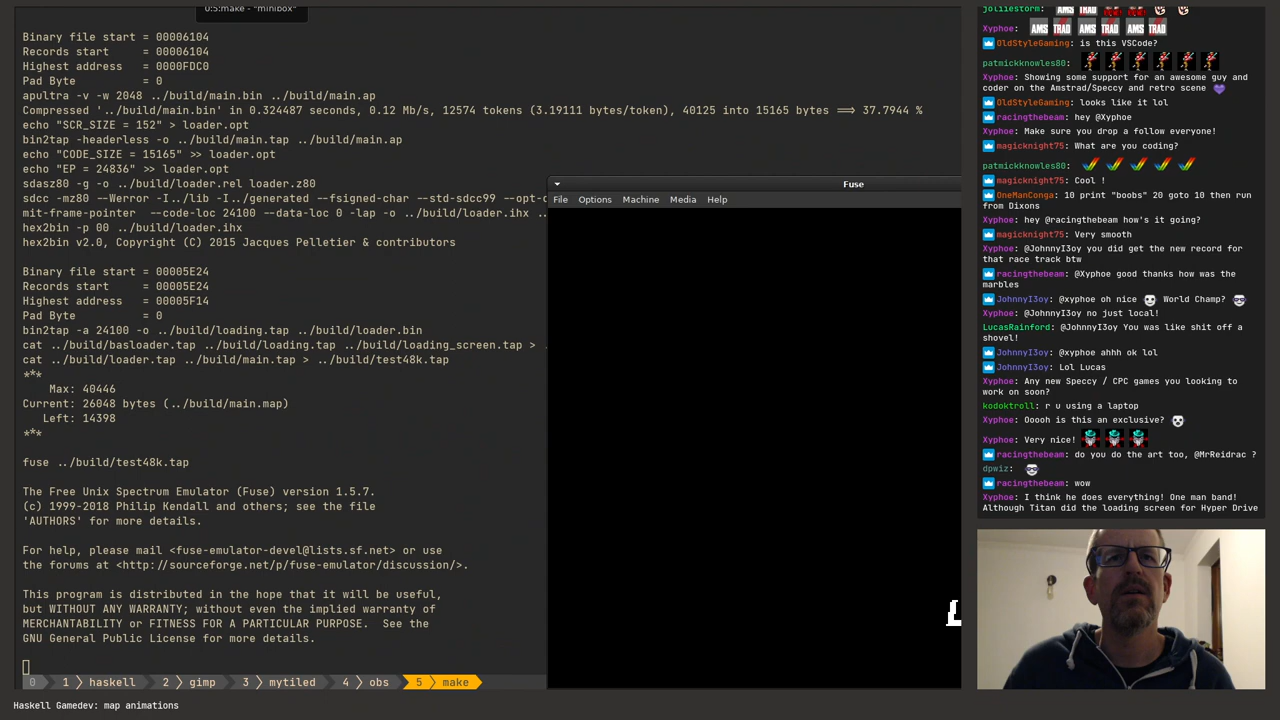 0:5:make - "minibox"
Binary file start = 00006104
Records start     = 00006104
Highest address   = 0000FDC0
Pad Byte          = 0
apultra -v -w 2048 ../build/main.bin ../build/main.ap
Compressed '../build/main.bin' in 0.324487 seconds, 0.12 Mb/s, 12574 tokens (3.19111 bytes/token), 40125 into 15165 bytes ==> 37.7944 %
echo "SCR_SIZE = 152" > loader.opt
bin2tap -headerless -o ../build/main.tap ../build/main.ap
echo "CODE_SIZE = 15165" >> loader.opt
echo "EP = 24836" >> loader.opt
sdasz80 -g -o ../build/loader.rel loader.z80
sdcc -mz80 --Werror -I../lib -I../generated --fsigned-char --std-sdcc99 --opt-c
mit-frame-pointer  --code-loc 24100 --data-loc 0 -lap -o ../build/loader.ihx ..
hex2bin -p 00 ../build/loader.ihx
hex2bin v2.0, Copyright (C) 2015 Jacques Pelletier & contributors
Binary file start = 00005E24
Records start     = 00005E24
Highest address   = 00005F14
Pad Byte          = 0
bin2tap -a 24100 -o ../build/loading.tap ../build/loader.bin
cat ../build/basloader.tap ../build/loading.tap ../build/loading_screen.tap > .
cat ../build/loader.tap ../build/main.tap > ../build/test48k.tap
***
Max: 40446
Current: 26048 bytes (../build/main.map)
Left: 14398
***
fuse ../build/test48k.tap
The Free Unix Spectrum Emulator (Fuse) version 1.5.7.
(c) 1999-2018 Philip Kendall and others; see the file
'AUTHORS' for more details.
For help, please mail <fuse-emulator-devel@lists.sf.net> or use
the forums at <http://sourceforge.net/p/fuse-emulator/discussion/>.
This program is distributed in the hope that it will be useful,
but WITHOUT ANY WARRANTY; without even the implied warranty of
MERCHANTABILITY or FITNESS FOR A PARTICULAR PURPOSE.  See the
GNU General Public License for more details.
0 1 haskell 2 gimp 3 mytiled 4 obs 5 make
Haskell Gamedev: map animations
Fuse
File Options Machine Media Help
joliiestorm: AMS TRAD
Xyphoe: AMS TRAD AMS TRAD AMS TRAD
OldStyleGaming: is this VSCode?
patmickknowles80:
Xyphoe: Showing some support for an awesome guy and
coder on the Amstrad/Speccy and retro scene
OldStyleGaming: looks like it lol
racingthebeam: hey @Xyphoe
Xyphoe: Make sure you drop a follow everyone!
magicknight75: What are you coding?
patmickknowles80:
magicknight75: Cool !
OneManConga: 10 print "boobs" 20 goto 10 then run
from Dixons
Xyphoe: hey @racingthebeam how's it going?
magicknight75: Very smooth
Xyphoe: @JohnnyI3oy you did get the new record for
that race track btw
racingthebeam: @Xyphoe good thanks how was the
marbles
JohnnyI3oy: @xyphoe oh nice World Champ?
Xyphoe: @JohnnyI3oy no just local!
LucasRainford: @JohnnyI3oy You was like shit off a
shovel!
JohnnyI3oy: @xyphoe ahhh ok lol
JohnnyI3oy: Lol Lucas
Xyphoe: Any new Speccy / CPC games you looking to
work on soon?
kodoktroll: r u using a laptop
Xyphoe: Ooooh is this an exclusive?
Xyphoe: Very nice!
racingthebeam: do you do the art too, @MrReidrac ?
dpwiz:
racingthebeam: wow
Xyphoe: I think he does everything! One man band!
Although Titan did the loading screen for Hyper Drive